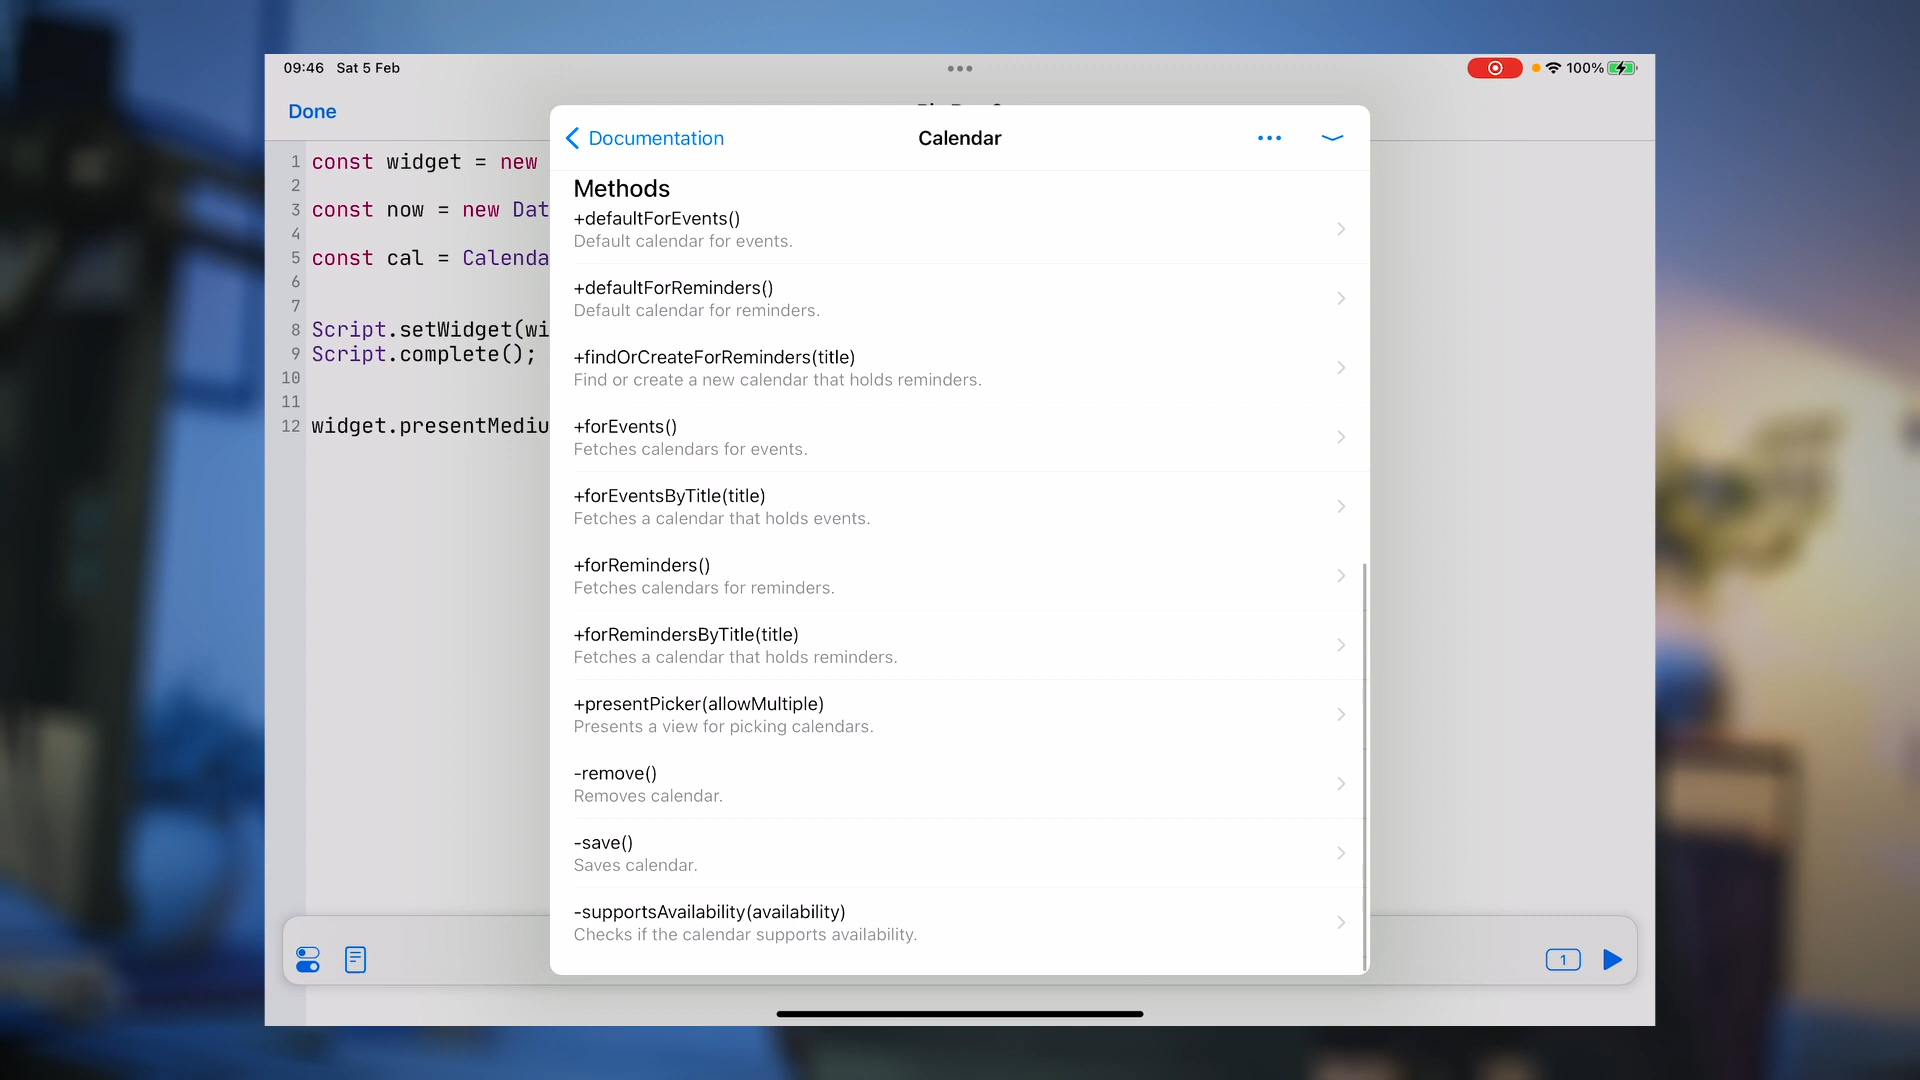 09:46 Sat 5 Feb
100%
Done
Documentation
Calendar
1 const widget = new
2
3 const now = new Dat
4
5 const cal = Calenda
6
7
8 Script.setWidget(wi
9 Script.complete();
10
11
12 widget.presentMediu
Methods
+defaultForEvents()
Default calendar for events.
+defaultForReminders()
Default calendar for reminders.
+findOrCreateForReminders(title)
Find or create a new calendar that holds reminders.
+forEvents()
Fetches calendars for events.
+forEventsByTitle(title)
Fetches a calendar that holds events.
+forReminders()
Fetches calendars for reminders.
+forRemindersByTitle(title)
Fetches a calendar that holds reminders.
+presentPicker(allowMultiple)
Presents a view for picking calendars.
-remove()
Removes calendar.
-save()
Saves calendar.
-supportsAvailability(availability)
Checks if the calendar supports availability.
1